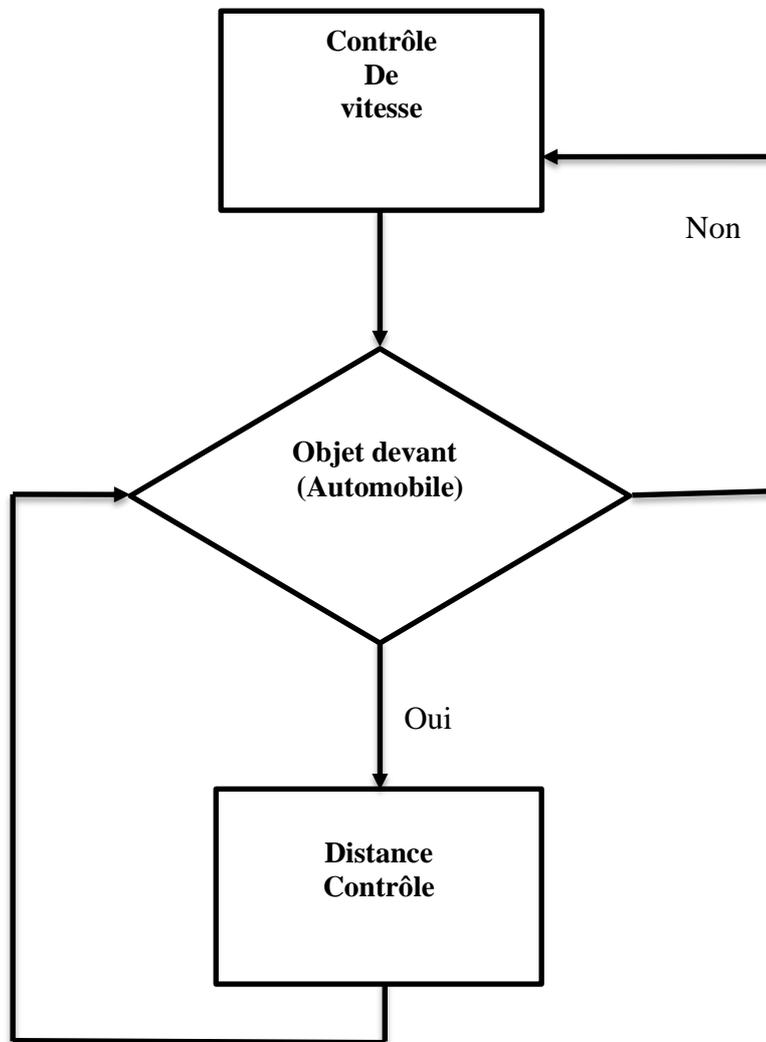 Contrôle
De
vitesse
Non
Objet devant
(Automobile)
Oui
Distance
Contrôle